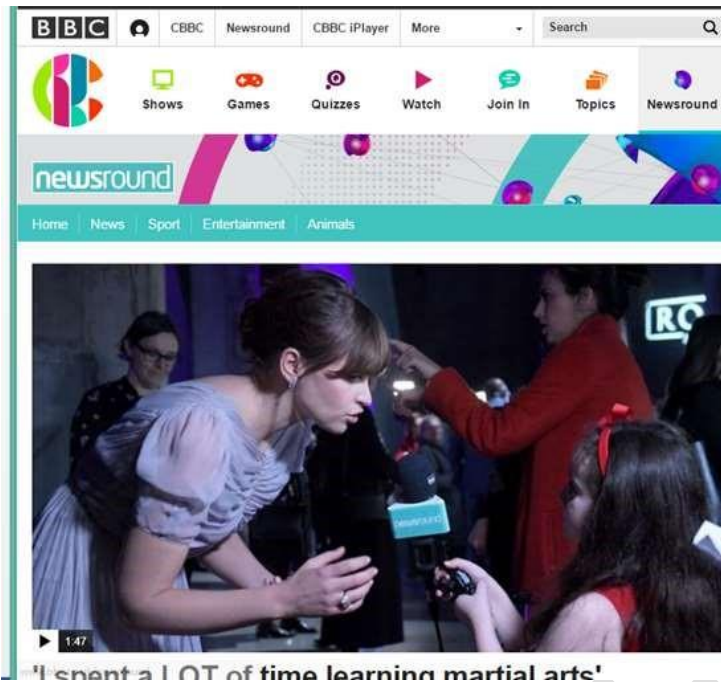 BBC CBBC Newsround CBBC iPlayer More Search
Shows Games Quizzes Watch Join In Topics Newsround
newsround
Home News Sport Entertainment Animals
RO
newsround
1:47
'I spent a LOT of time learning martial arts'